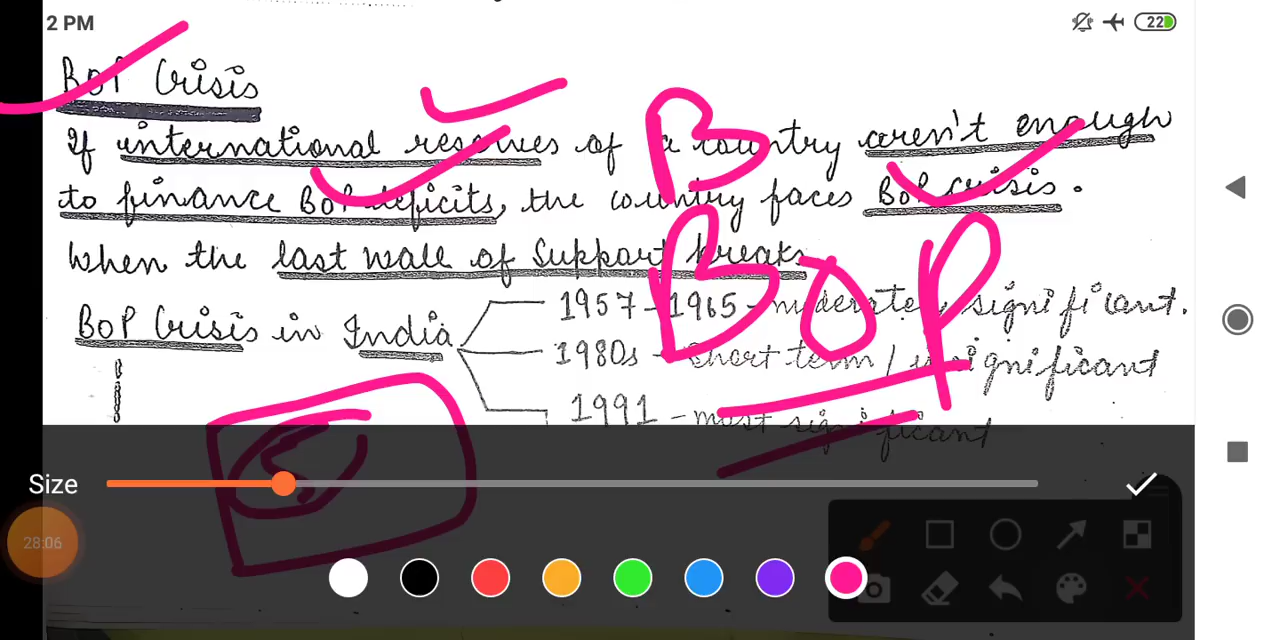 2 PM
22
BOP Crisis
If international reserves of a country aren't enough
to finance BOP deficits, the country faces BOP crisis.
When the last wall of Support breaks
BOP Crisis in India
1957-1965 - moderately significant.
1980s - Short term / insignificant
1991 - most significant
B
BOP
Size
28:06